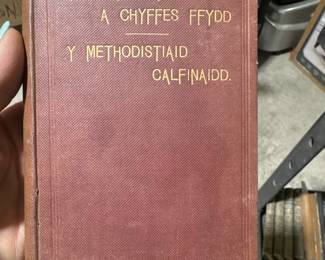 A CHYFFES FFYDD
Y METHODISTIAID
CALFINAIDD.